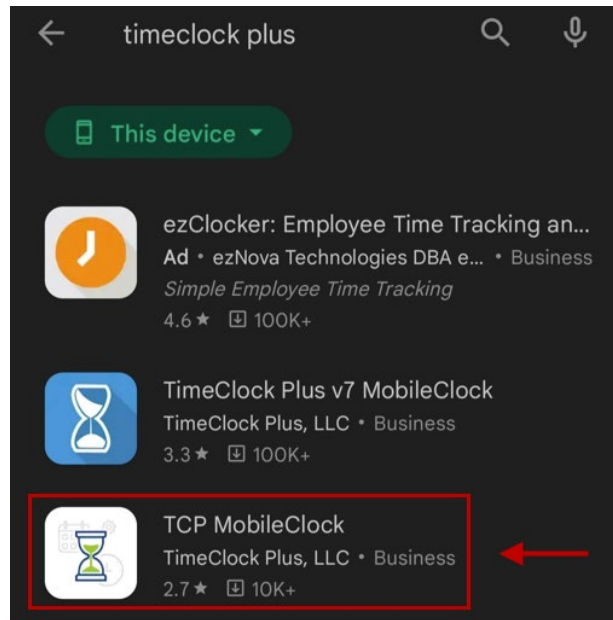 timeclock plus
This device
ezClocker: Employee Time Tracking an...
Ad • ezNova Technologies DBA e... • Business
Simple Employee Time Tracking
4.6★ 100K+
TimeClock Plus v7 MobileClock
TimeClock Plus, LLC • Business
3.3★ 100K+
TCP MobileClock
TimeClock Plus, LLC • Business
2.7★ 10K+